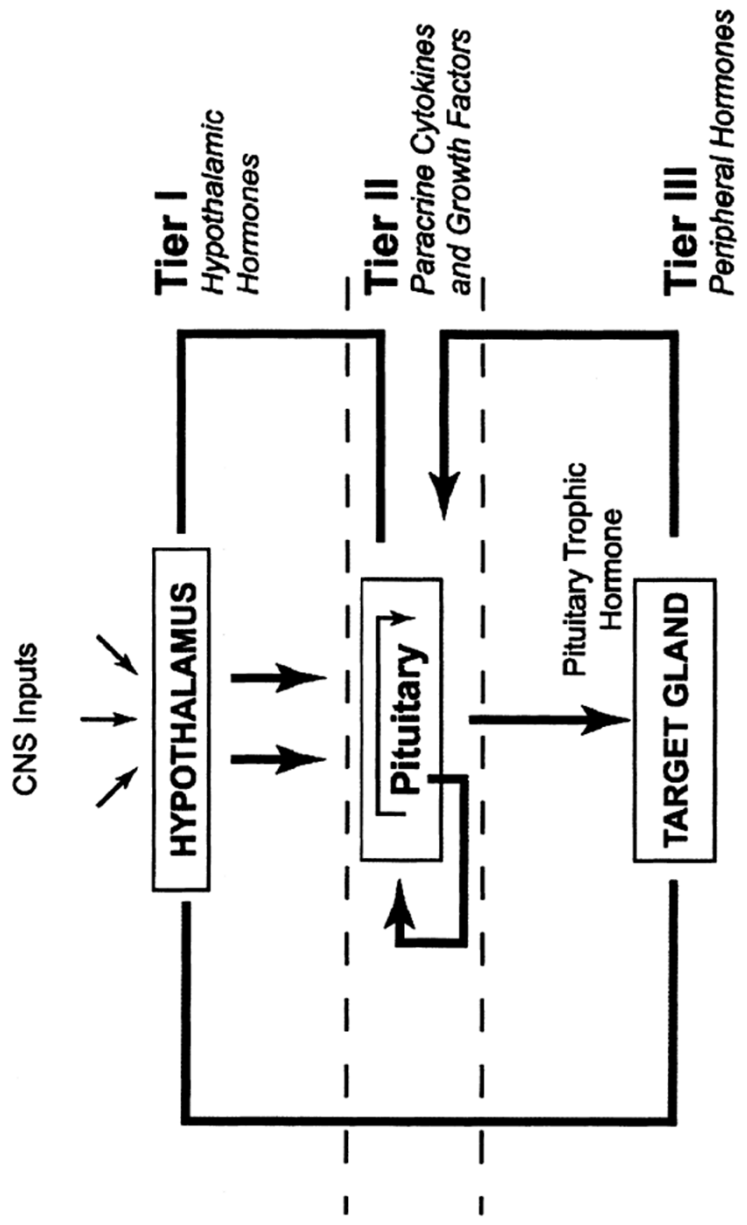 CNS Inputs
HYPOTHALAMUS
Tier I
Hypothalamic
Hormones
Pituitary
Tier II
Paracrine Cytokines
and Growth Factors
Pituitary Trophic
Hormone
TARGET GLAND
Tier III
Peripheral Hormones